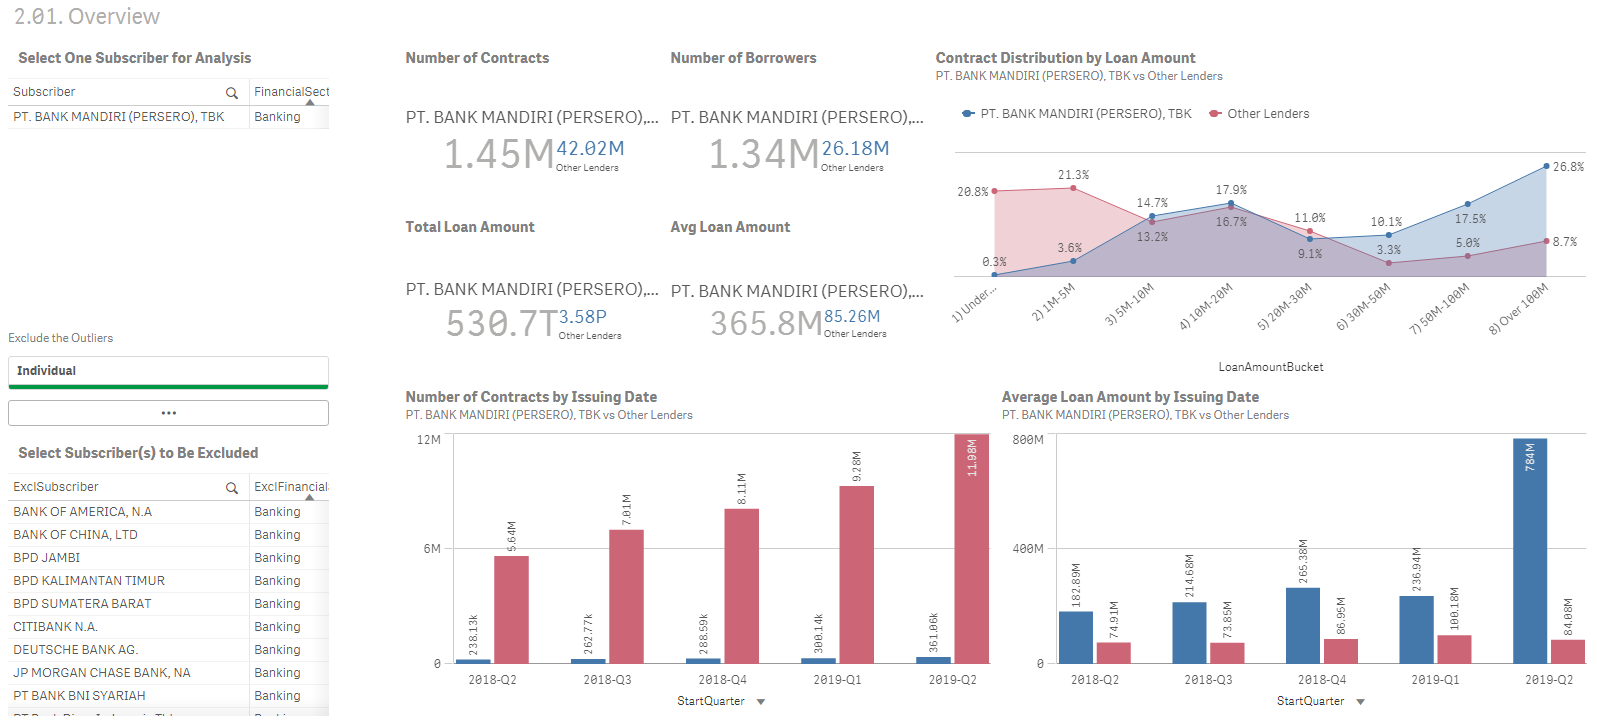 2.01. Overview
Select One Subscriber for Analysis
Subscriber
FinancialSect
PT. BANK MANDIRI (PERSERO), TBK
Banking
Exclude the Outliers
Individual
...
Select Subscriber(s) to Be Excluded
ExclSubscriber
ExclFinancial
BANK OF AMERICA, N.A
Banking
BANK OF CHINA, LTD
Banking
BPD JAMBI
Banking
BPD KALIMANTAN TIMUR
Banking
BPD SUMATERA BARAT
Banking
CITIBANK N.A.
Banking
DEUTSCHE BANK AG.
Banking
JP MORGAN CHASE BANK, NA
Banking
PT BANK BNI SYARIAH
Banking
Number of Contracts
PT. BANK MANDIRI (PERSERO),...
1.45M
42.02M
Other Lenders
Number of Borrowers
PT. BANK MANDIRI (PERSERO),...
1.34M
26.18M
Other Lenders
Total Loan Amount
PT. BANK MANDIRI (PERSERO),...
530.7T
3.58P
Other Lenders
Avg Loan Amount
PT. BANK MANDIRI (PERSERO),...
365.8M
85.26M
Other Lenders
Contract Distribution by Loan Amount
PT. BANK MANDIRI (PERSERO), TBK vs Other Lenders
PT. BANK MANDIRI (PERSERO), TBK
Other Lenders
20.8%
21.3%
14.7%
17.9%
11.0%
10.1%
17.5%
26.8%
0.3%
3.6%
13.2%
16.7%
9.1%
3.3%
5.0%
8.7%
1) Under...
2) 1M-5M
3) 5M-10M
4) 10M-20M
5) 20M-30M
6) 30M-50M
7) 50M-100M
8) Over 100M
LoanAmountBucket
Number of Contracts by Issuing Date
PT. BANK MANDIRI (PERSERO), TBK vs Other Lenders
12M
6M
0
238.13k
5.64M
262.77k
7.01M
288.59k
8.11M
300.14k
9.28M
361.06k
11.98M
2018-Q2
2018-Q3
2018-Q4
2019-Q1
2019-Q2
StartQuarter
Average Loan Amount by Issuing Date
PT. BANK MANDIRI (PERSERO), TBK vs Other Lenders
800M
400M
0
182.89M
74.91M
214.68M
73.85M
265.38M
86.95M
236.94M
100.18M
784M
84.08M
2018-Q2
2018-Q3
2018-Q4
2019-Q1
2019-Q2
StartQuarter